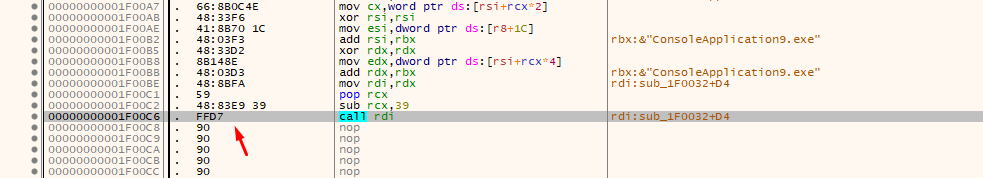 00000000001F00A7 . 66:8B0C4E mov cx,word ptr ds:[rsi+rcx*2]
00000000001F00AB . 48:33F6 xor rsi,rsi
00000000001F00AE . 41:8B70 1C mov esi,dword ptr ds:[r8+1C]
00000000001F00B2 . 48:03F3 add rsi,rbx rbx:&"ConsoleApplication9.exe"
00000000001F00B5 . 48:33D2 xor rdx,rdx
00000000001F00B8 . 8B148E mov edx,dword ptr ds:[rsi+rcx*4]
00000000001F00BB . 48:03D3 add rdx,rbx rbx:&"ConsoleApplication9.exe"
00000000001F00BE . 48:8BFA mov rdi,rdx rdi:sub_1F0032+D4
00000000001F00C1 . 59 pop rcx
00000000001F00C2 . 48:83E9 39 sub rcx,39
00000000001F00C6 . FFD7 call rdi rdi:sub_1F0032+D4
00000000001F00C8 . 90 nop
00000000001F00C9 . 90 nop
00000000001F00CA . 90 nop
00000000001F00CB . 90 nop
00000000001F00CC . 90 nop